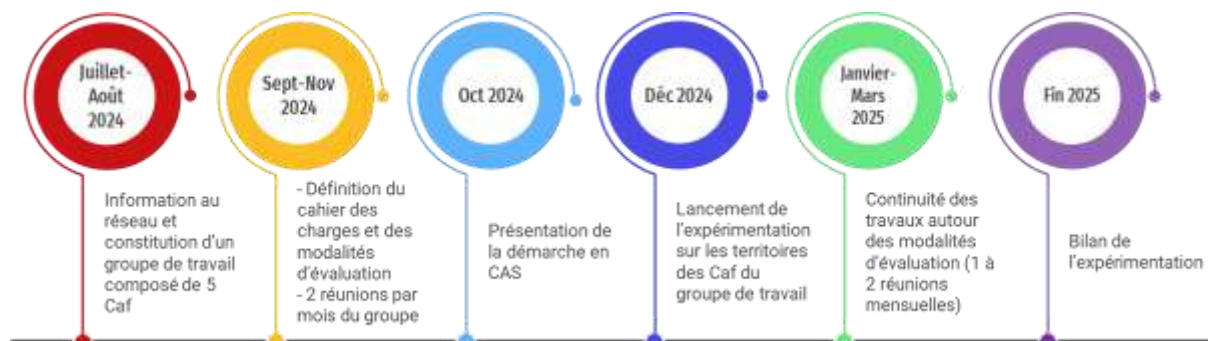 Juillet-
Août
2024
Information au
réseau et
constitution d'un
groupe de travail
composé de 5
Caf
Sept-Nov
2024
- Définition du
cahier des
charges et des
modalités
d'évaluation
- 2 réunions par
mois du groupe
Oct 2024
Présentation de
la démarche en
CAS
Déc 2024
Lancement de
l'expérimentation
sur les territoires
des Caf du
groupe de travail
Janvier-
Mars
2025
Continuité des
travaux autour
des modalités
d'évaluation (1 à
2 réunions
mensuelles)
Fin 2025
Bilan de
l'expérimentation